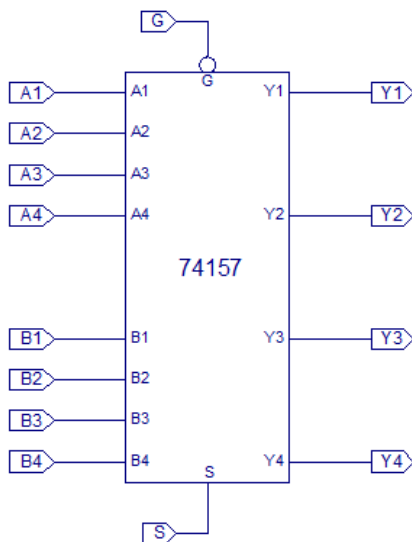 G
G
A1 A1 Y1 Y1
A2 A2
A3 A3
A4 A4 Y2 Y2
74157
B1 B1 Y3 Y3
B2 B2
B3 B3
B4 B4 Y4 Y4
S
S